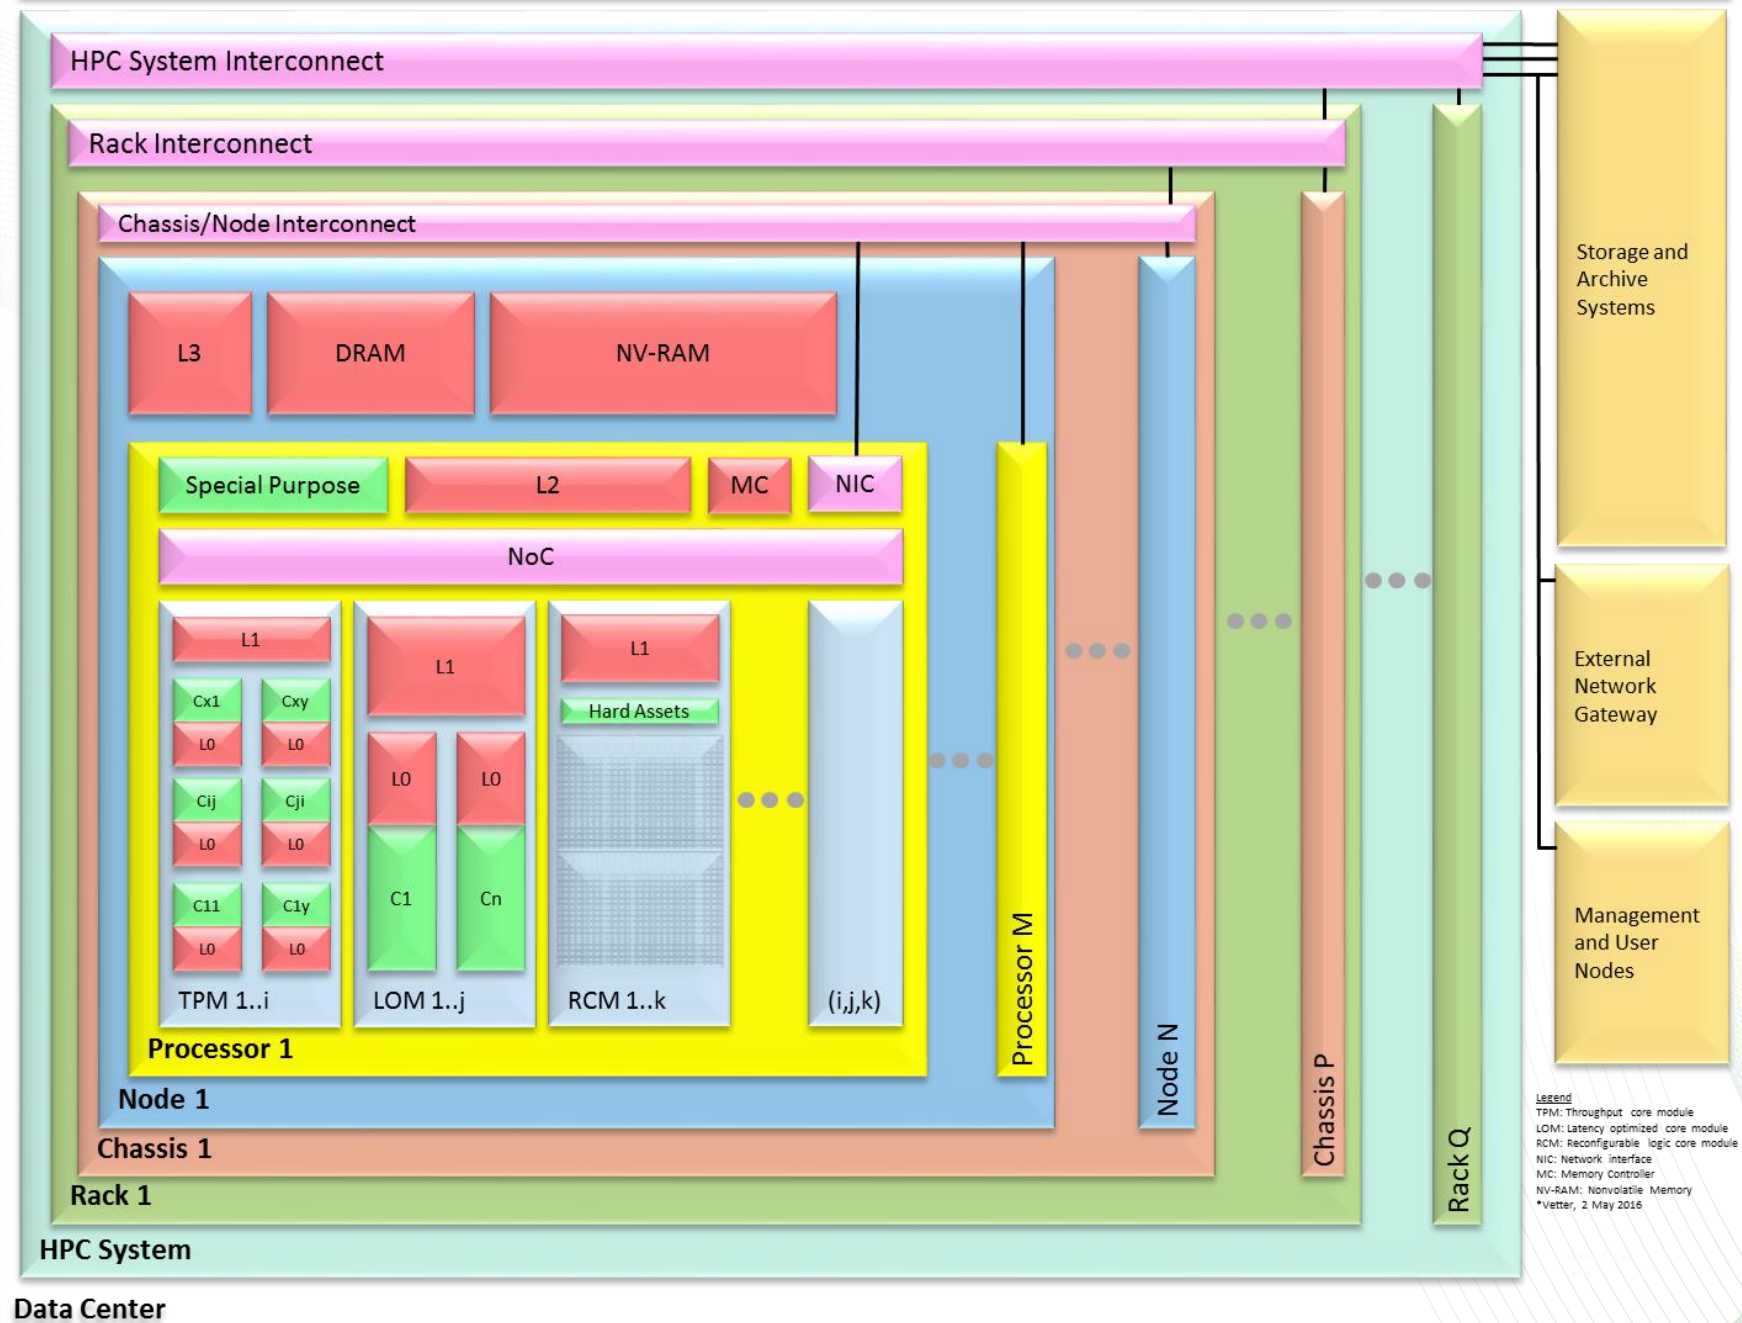 HPC System Interconnect
Rack Interconnect
Chassis/Node Interconnect
L3
DRAM
NV-RAM
Special Purpose
L2
MC
NIC
NoC
L1
Cx1
Cxy
L0
L0
Cij
Cji
L0
L0
C11
C1y
L0
L0
TPM 1..i
L1
L0
L0
C1
Cn
LOM 1..j
L1
Hard Assets
RCM 1..k
(i,j,k)
Processor 1
Processor M
Node 1
Node N
Chassis 1
Chassis P
Rack 1
Rack Q
HPC System
Data Center
Storage and
Archive
Systems
External
Network
Gateway
Management
and User
Nodes
Legend
TPM: Throughput core module
LOM: Latency optimized core module
RCM: Reconfigurable logic core module
NIC: Network interface
MC: Memory Controller
NV-RAM: Nonvolatile Memory
*Vetter, 2 May 2016